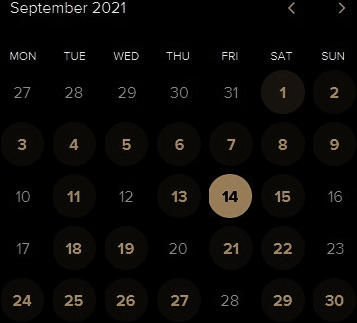 September 2021
MON TUE WED THU FRI SAT SUN
27 28 29 30 31 1 2
3 4 5 6 7 8 9
10 11 12 13 14 15 16
17 18 19 20 21 22 23
24 25 26 27 28 29 30